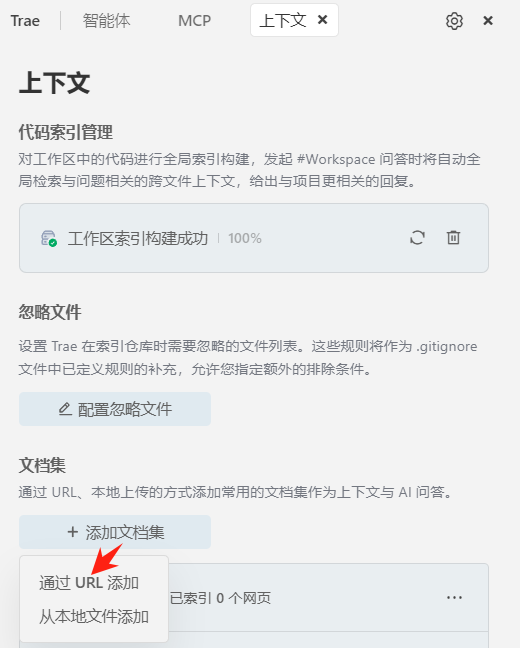 Trae 智能体 MCP 上下文 ×
上下文
代码索引管理
对工作区中的代码进行全局索引构建，发起 #Workspace 问答时将自动全
局检索与问题相关的跨文件上下文，给出与项目更相关的回复。
工作区索引构建成功 100%
忽略文件
设置 Trae 在索引仓库时需要忽略的文件列表。这些规则将作为 .gitignore
文件中已定义规则的补充，允许您指定额外的排除条件。
配置忽略文件
文档集
通过 URL、本地上传的方式添加常用的文档集作为上下文与 AI 问答。
+ 添加文档集
通过 URL 添加
已索引 0 个网页 ···
从本地文件添加